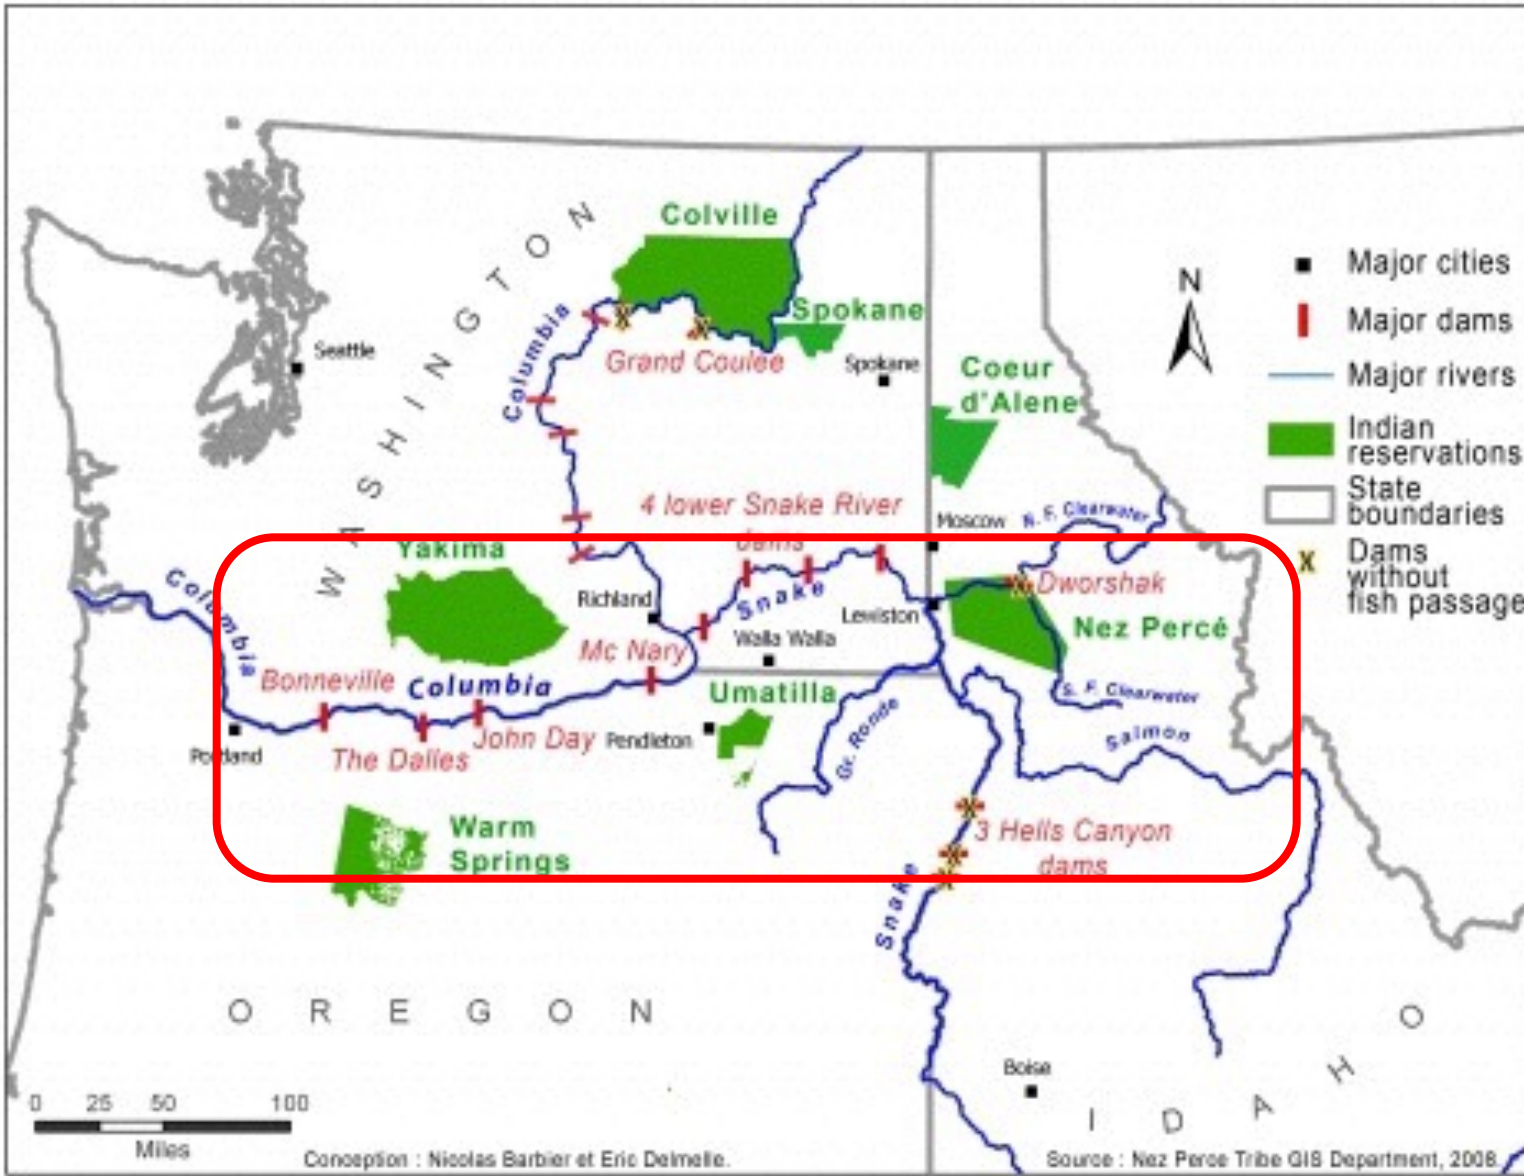 Colville
WASHINGTON
Columbia
Spokane
Grand Coulee
Seattle
Spokane
Coeur
d'Alene
N
Major cities
Major dams
Major rivers
Indian
reservations
State
boundaries
X Dams
without
fish passage
4 lower Snake River
dams
Moscow
N. F. Clearwater
Yakima
Columbia
Richland
Snake
Lewiston
Dworshak
Nez Percé
Walla Walla
Mc Nary
Bonneville
Columbia
Umatilla
S. F. Clearwater
Gr. Ronde
Salmon
Portland
The Dalles
John Day
Pendleton
Warm
Springs
3 Hells Canyon
dams
Snake
OREGON
IDAHO
Boise
0 25 50 100
Miles
Conception : Nicolas Barbier et Eric Delmelle.
Source : Nez Perce Tribe GIS Department, 2008.